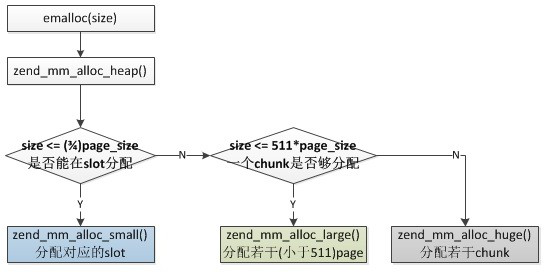 emalloc(size)
zend_mm_alloc_heap()
size <= (¾)page_size
是否能在slot分配
N
size <= 511*page_size
一个chunk是否够分配
N
Y
Y
zend_mm_alloc_small()
分配对应的slot
zend_mm_alloc_large()
分配若干(小于511)page
zend_mm_alloc_huge()
分配若干chunk